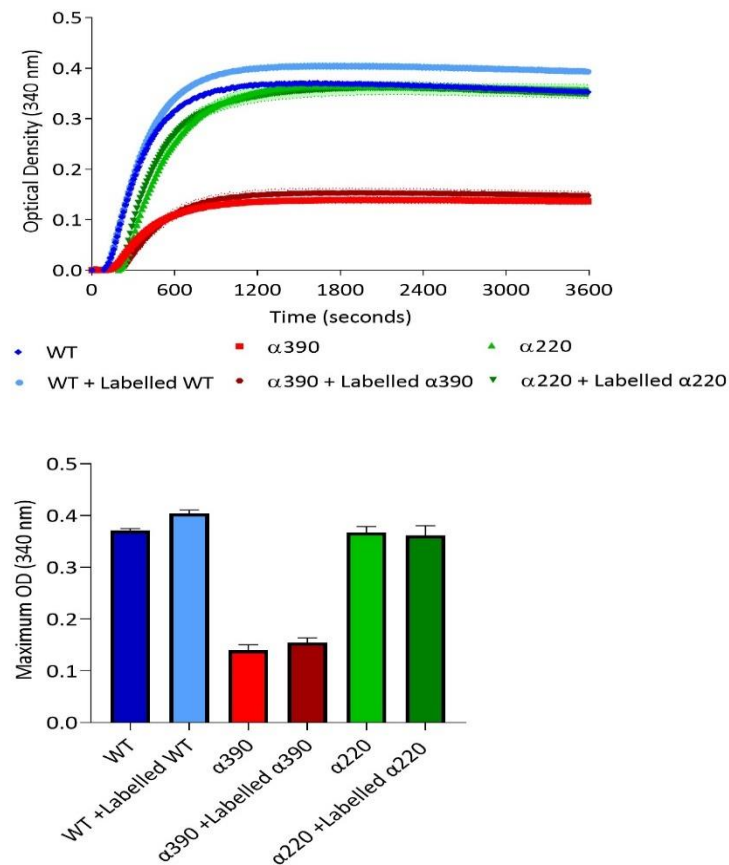 Optical Density (340 nm)
0.5
0.4
0.3
0.2
0.1
0.0
0 600 1200 1800 2400 3000 3600
Time (seconds)
WT α390 α220
WT + Labelled WT α390 + Labelled α390 α220 + Labelled α220
Maximum OD (340 nm)
0.5
0.4
0.3
0.2
0.1
0.0
WT
WT +Labelled WT
α390
α390 +Labelled α390
α220
α220 +Labelled α220